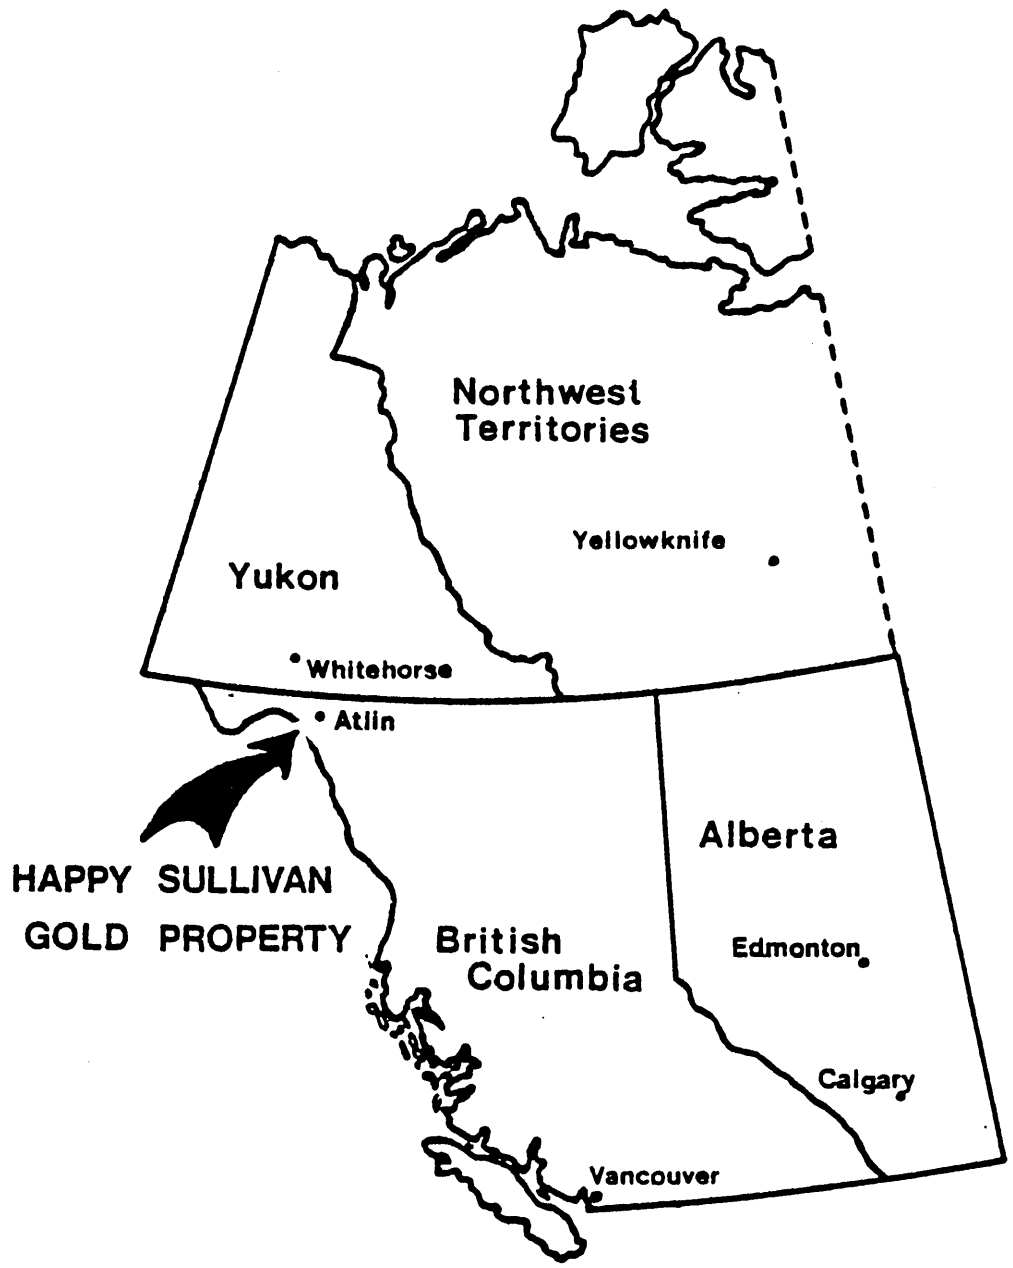 Northwest
Territories
Yellowknife
Yukon
Whitehorse
Atlin
Alberta
HAPPY SULLIVAN
GOLD PROPERTY
British
Columbia
Edmonton
Calgary
Vancouver